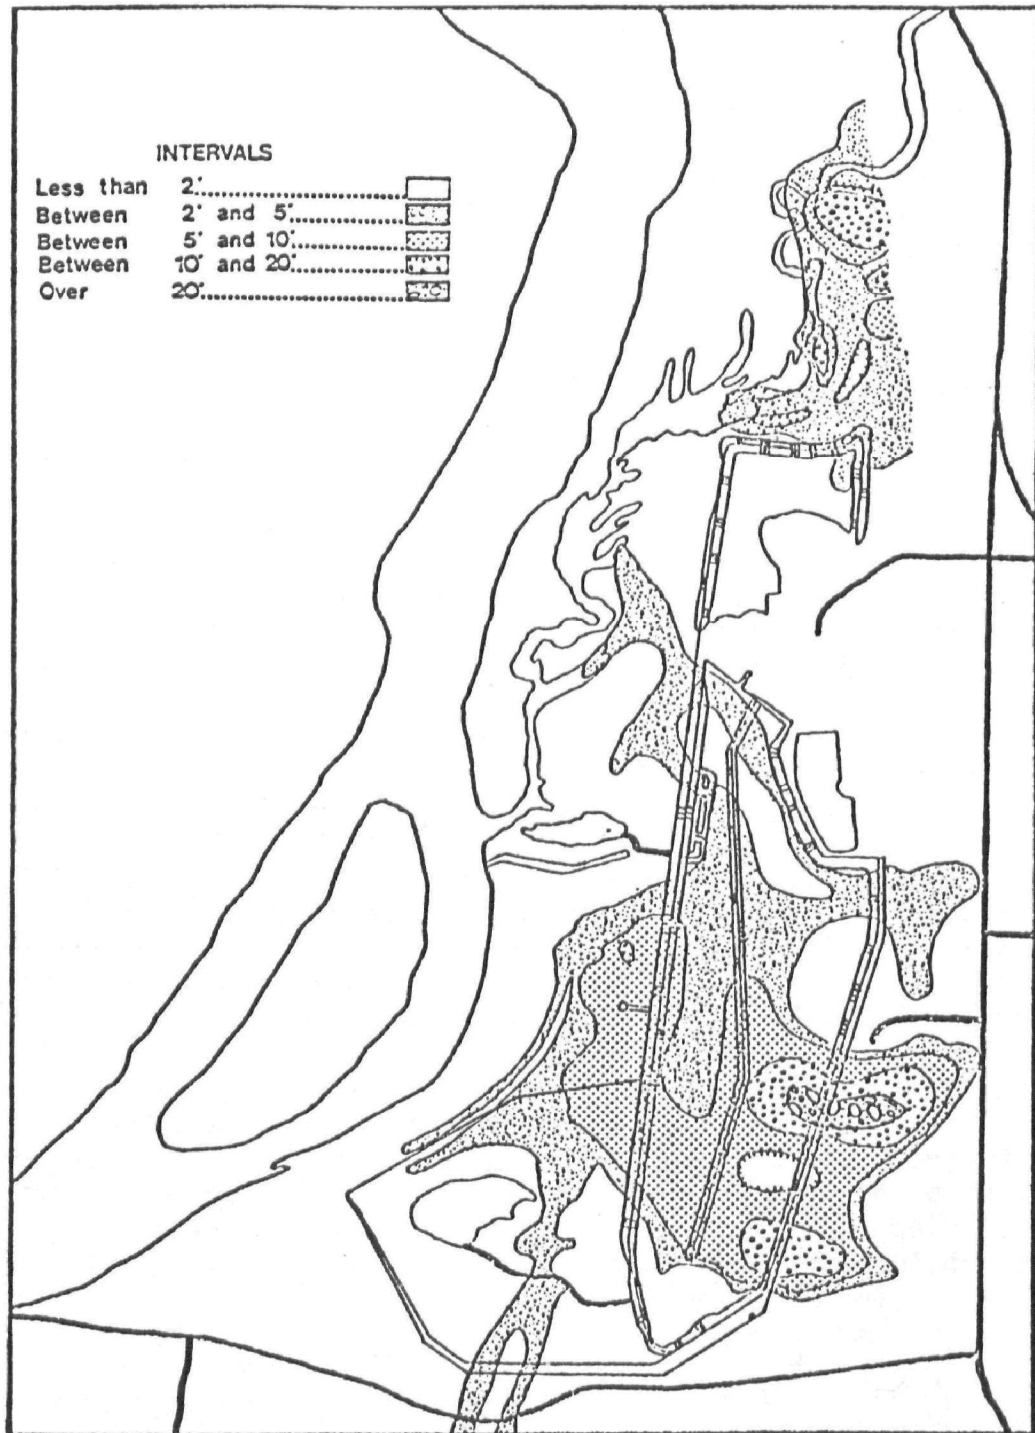 INTERVALS
Less than 2'
Between 2' and 5'
Between 5' and 10'
Between 10' and 20'
Over 20'